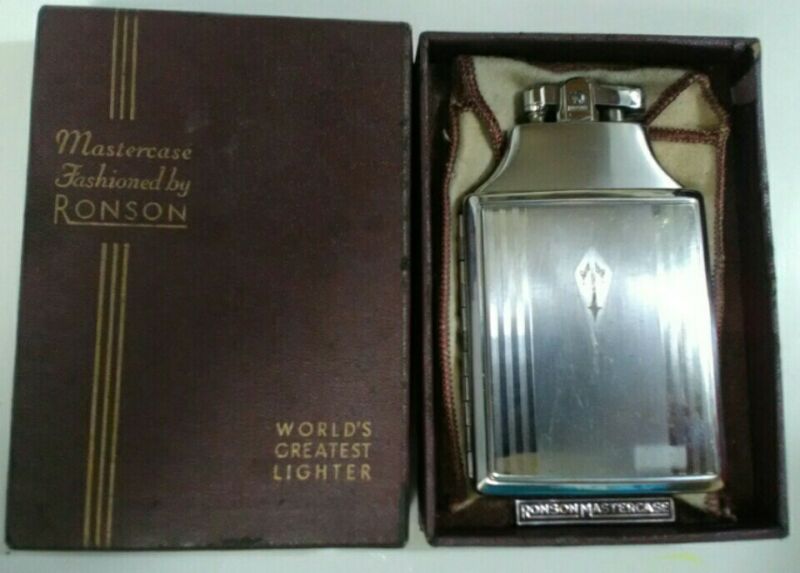 Mastercase
Fashioned by
RONSON
WORLD'S
GREATEST
LIGHTER
RONSON MASTERCASE